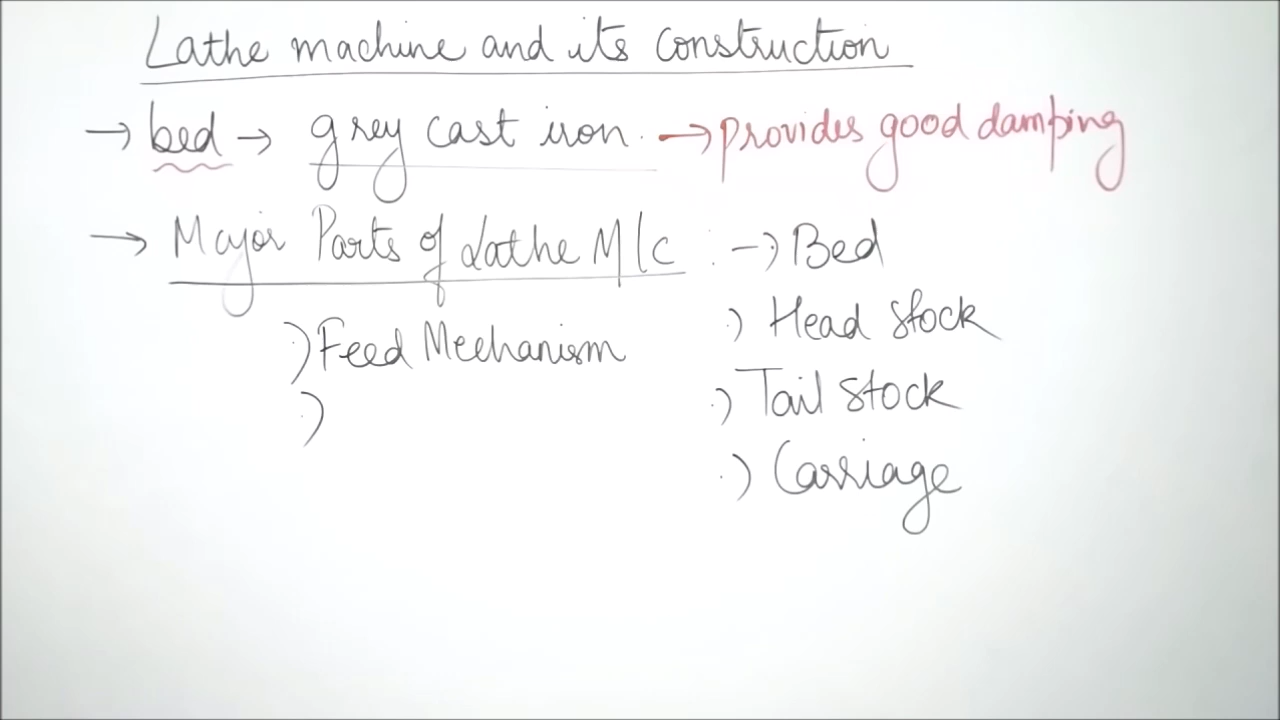 Lathe machine and its construction
→ bed → grey cast iron. → provides good damping
→ Major Parts of Lathe M/c : → Bed
) Head stock
) Feed Mechanism
) Tail stock
)
) Carriage